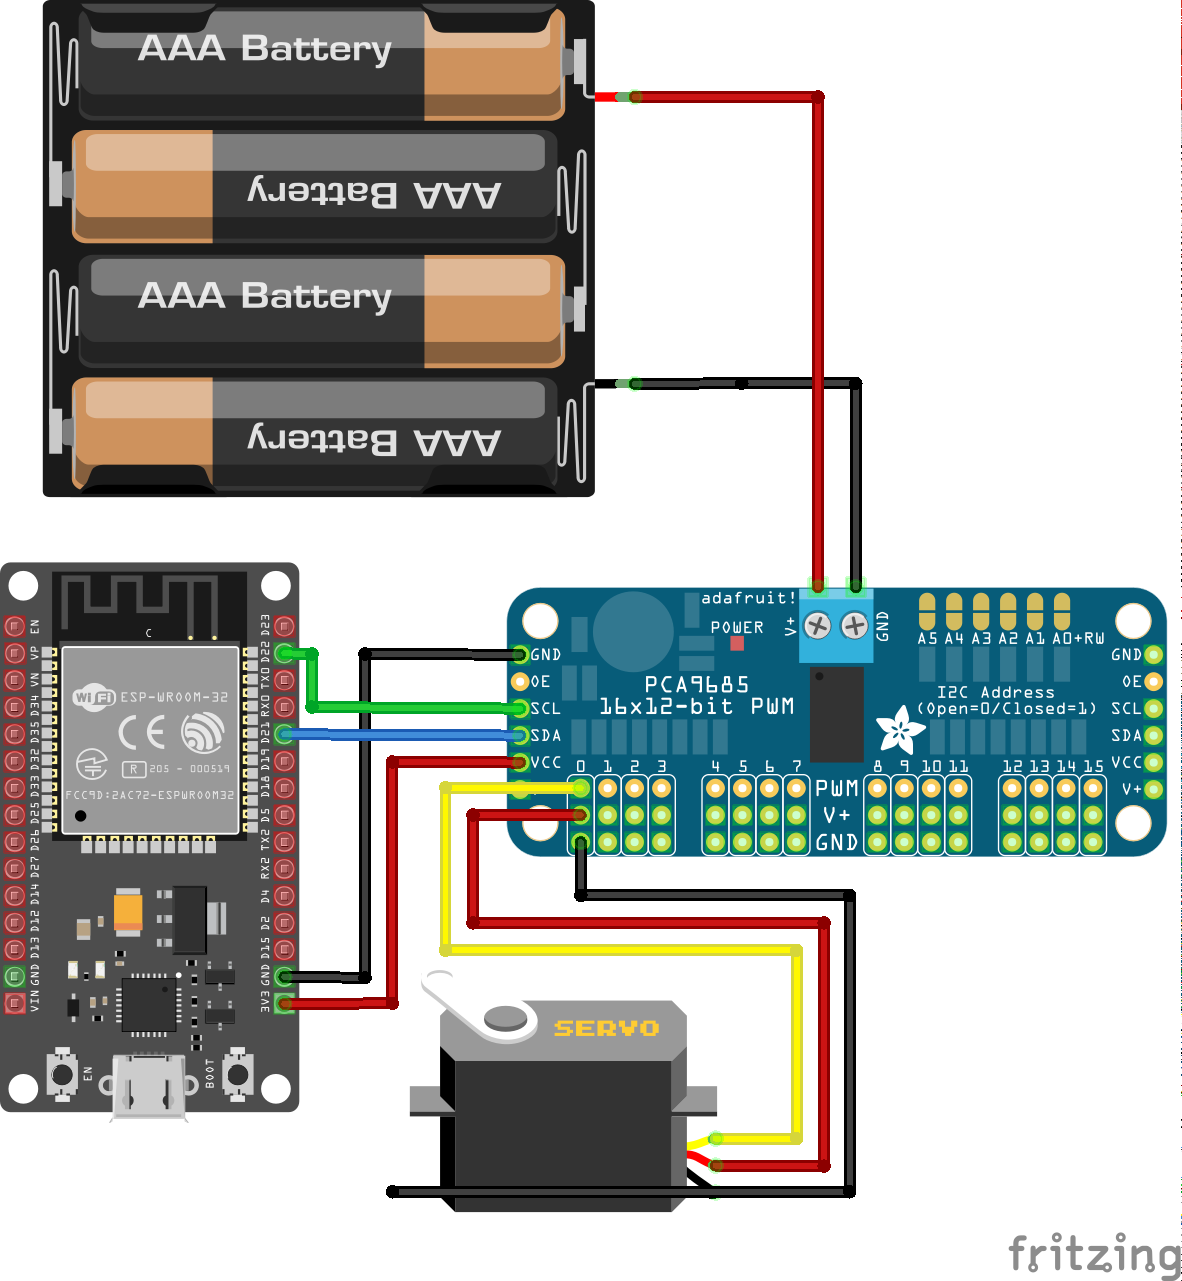 AAA Battery
AAA Battery
AAA Battery
AAA Battery
EN
VP
VN
D34
D35
D32
D33
D25
D26
D27
D14
D12
D13
GND
VIN
D23
D22
TX0
RX0
D21
D19
D18
D5
TX2
RX2
D4
D2
D15
GND
3V3
C
WiFi
ESP-WROOM-32
CE
R 205 - 000519
FCC9D:2AC72-ESPWROOM32
EN
BOOT
adafruit!
POWER
V+
GND
A5 A4 A3 A2 A1 A0 +RW
GND
OE
SCL
SDA
VCC
PCA9685
16x12-bit PWM
I2C Address
(Open=0/Closed=1)
GND
OE
SCL
SDA
VCC
V+
0 1 2 3 4 5 6 7 8 9 10 11 12 13 14 15
PWM
V+
GND
SERVO
fritzing